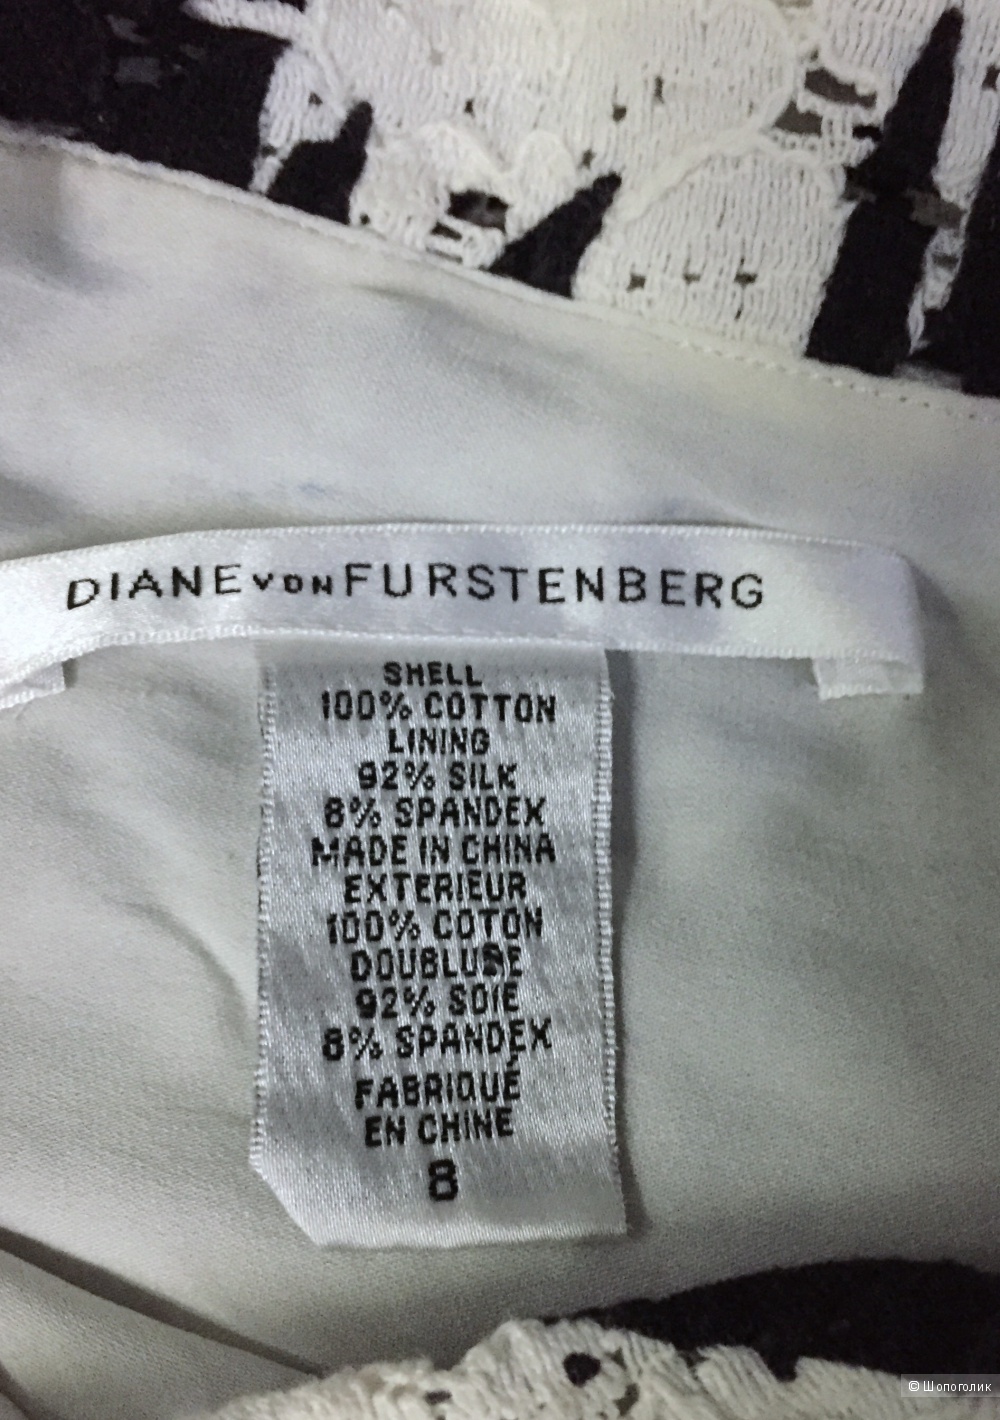 DIANE VON FURSTENBERG
SHELL
100% COTTON
LINING
92% SILK
8% SPANDEX
MADE IN CHINA
EXTERIEUR
100% COTON
DOUBLURE
92% SOIE
8% SPANDEX
FABRIQUÉ
EN CHINE
8
© Шопоголик